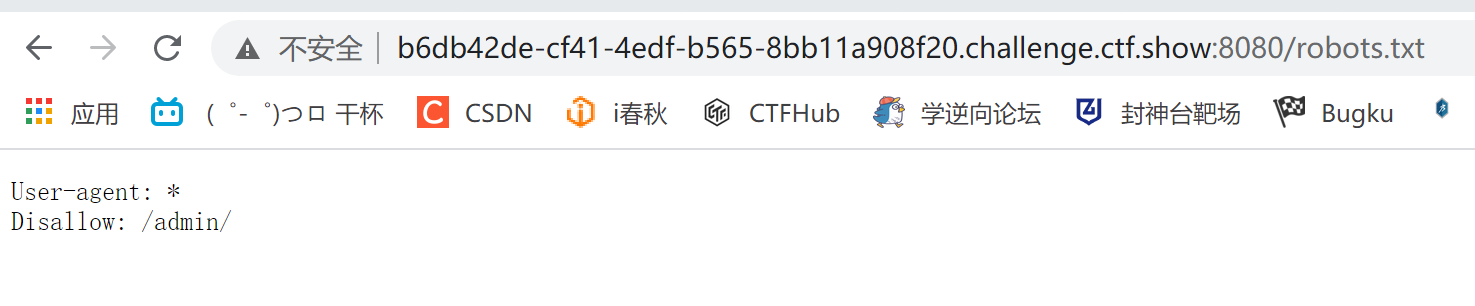 不安全 b6db42de-cf41-4edf-b565-8bb11a908f20.challenge.ctf.show:8080/robots.txt
应用 ( ゜- ゜)つロ 干杯 CSDN i春秋 CTFHub 学逆向论坛 封神台靶场 Bugku
User-agent: *
Disallow: /admin/